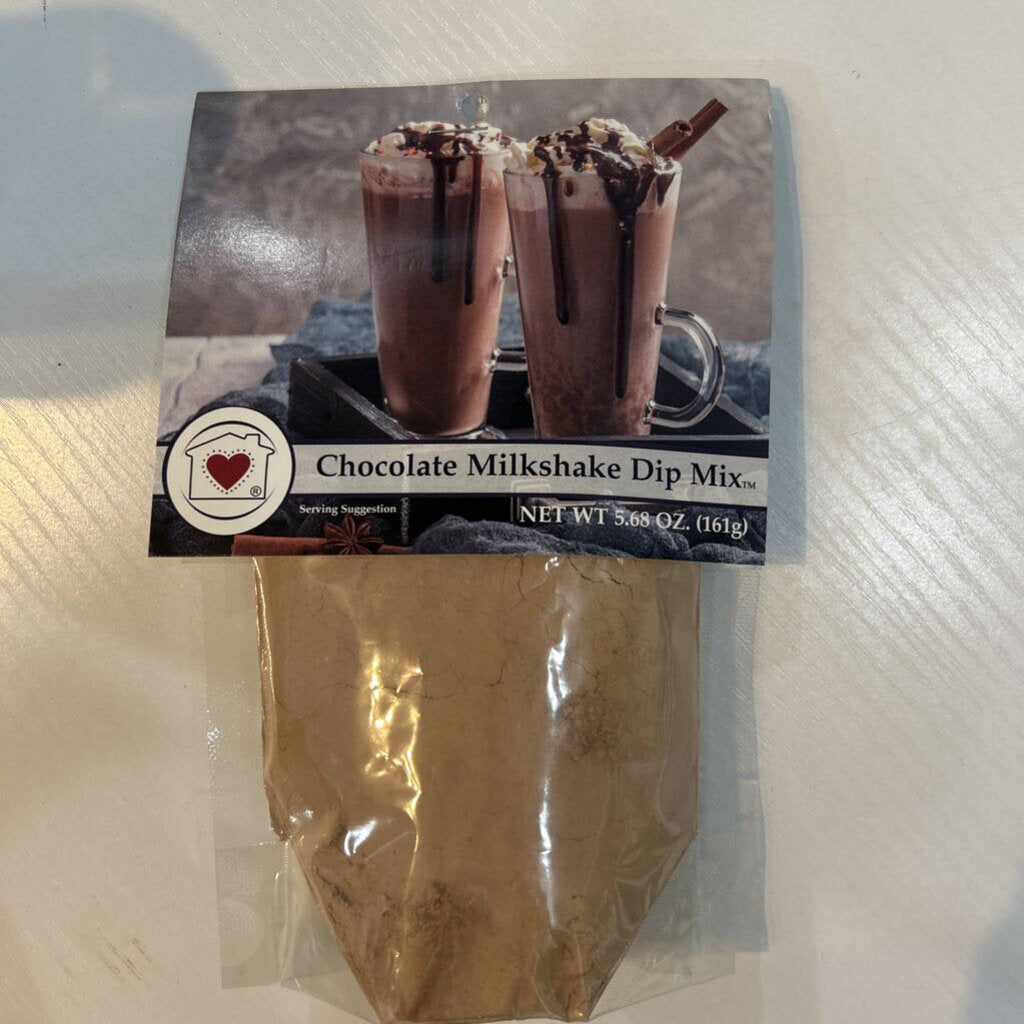 Chocolate Milkshake Dip Mix™
Serving Suggestion
NET WT 5.68 OZ. (161g)
®